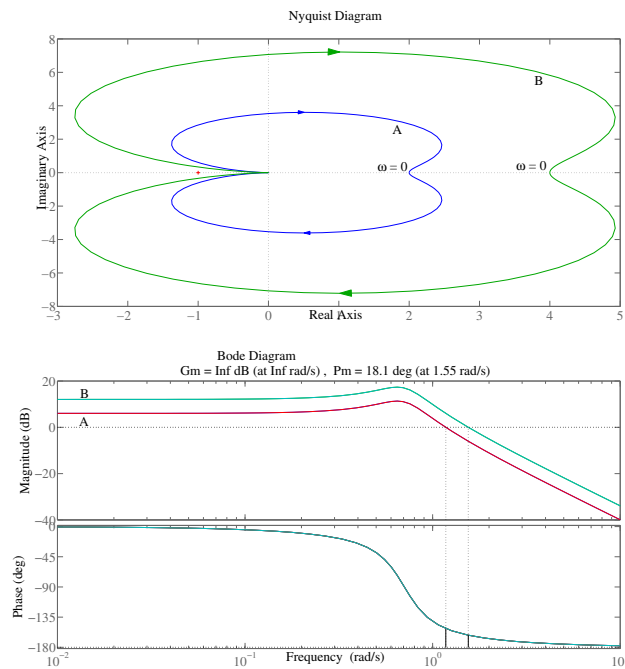 Nyquist Diagram
8
6
4
2
0
−2
−4
−6
−8
Imaginary Axis
B
A
ω = 0
ω = 0
−3
−2
−1
0
1
2
3
4
5
Real Axis
Bode Diagram
Gm = Inf dB (at Inf rad/s) , Pm = 18.1 deg (at 1.55 rad/s)
20
0
−20
−40
Magnitude (dB)
B
A
0
−45
−90
−135
−180
Phase (deg)
10⁻²
10⁻¹
10⁰
10
Frequency (rad/s)